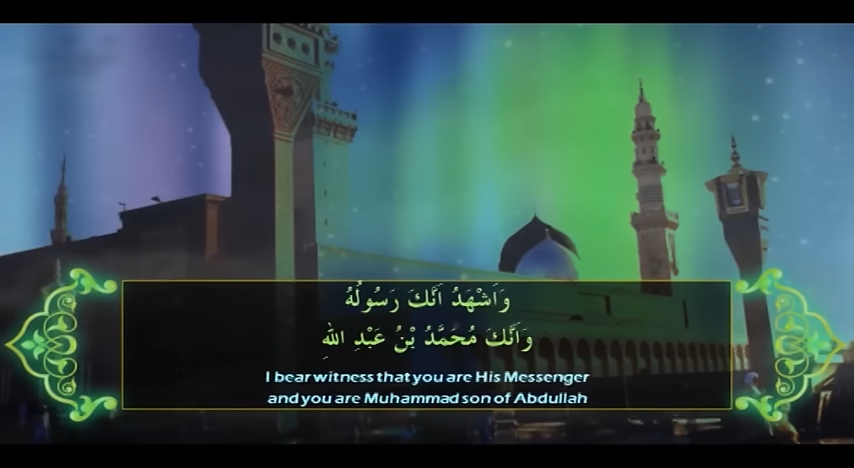 وَاَشْهَدُ اَنَّكَ رَسُولُهُ
وَاَنَّكَ مُحَمَّدُ بْنُ عَبْدِ اللهِ
I bear witness that you are His Messenger
and you are Muhammad son of Abdullah